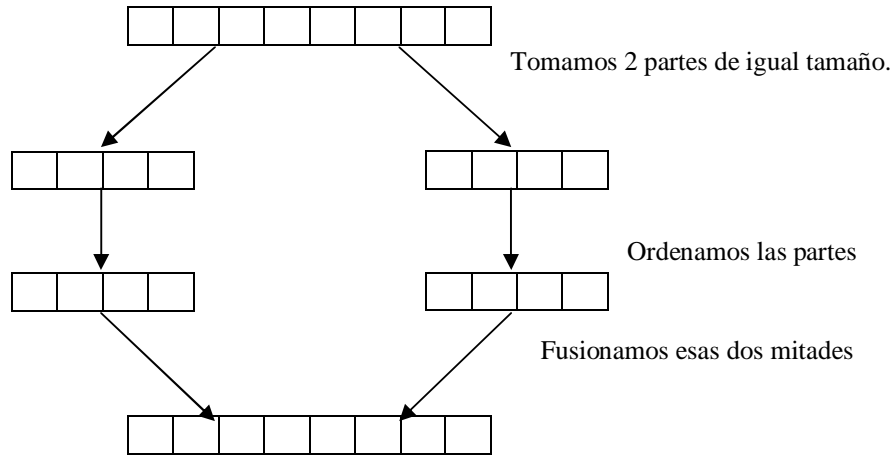 Tomamos 2 partes de igual tamaño.
Ordenamos las partes
Fusionamos esas dos mitades